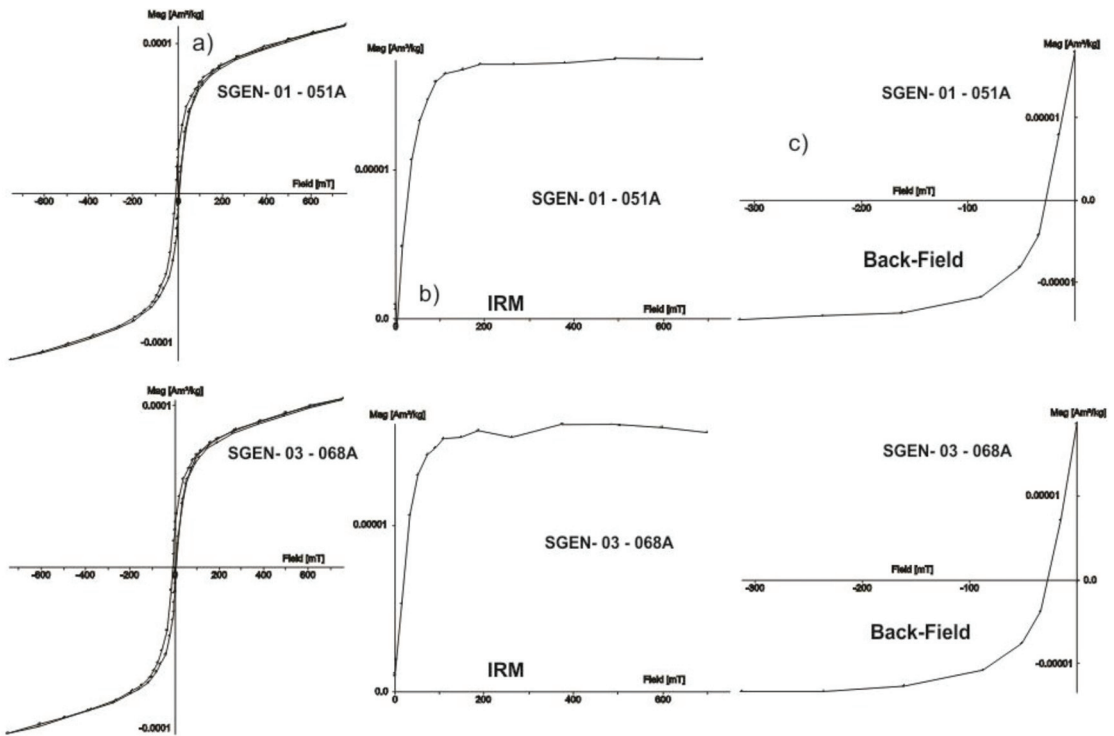 Mag [Am²/kg]
0.0001
a)
SGEN- 01 - 051A
Field [mT]
-600 -400 -200 0 200 400 600
-0.0001
Mag [Am²/kg]
0.00001
SGEN- 01 - 051A
b)
IRM
Field [mT]
0.0
0 200 400 600
Mag [Am²/kg]
SGEN- 01 - 051A
0.00001
c)
Field [mT]
-300 -200 -100
0.0
Back-Field
-0.00001
Mag [Am²/kg]
0.0001
SGEN- 03 - 068A
Field [mT]
-600 -400 -200 0 200 400 600
-0.0001
Mag [Am²/kg]
0.00001
SGEN- 03 - 068A
IRM
Field [mT]
0.0
0 200 400 600
Mag [Am²/kg]
SGEN- 03 - 068A
0.00001
Field [mT]
0.0
-300 -200 -100
Back-Field
-0.00001